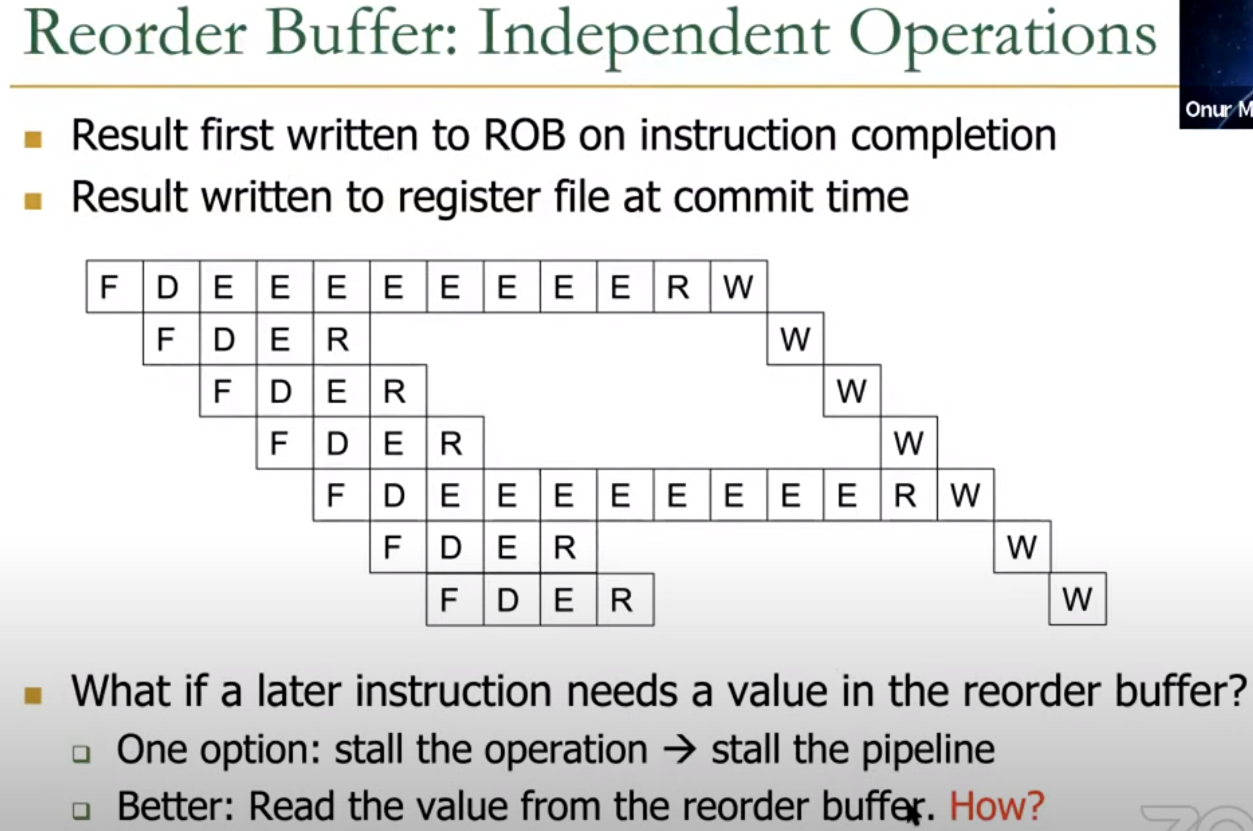 Reorder Buffer: Independent Operations
Onur M
Result first written to ROB on instruction completion
Result written to register file at commit time
F D E E E E E E E E R W
F D E R W
F D E R W
F D E R W
F D E E E E E E E E R W
F D E R W
F D E R W
What if a later instruction needs a value in the reorder buffer?
One option: stall the operation → stall the pipeline
Better: Read the value from the reorder buffer. How?